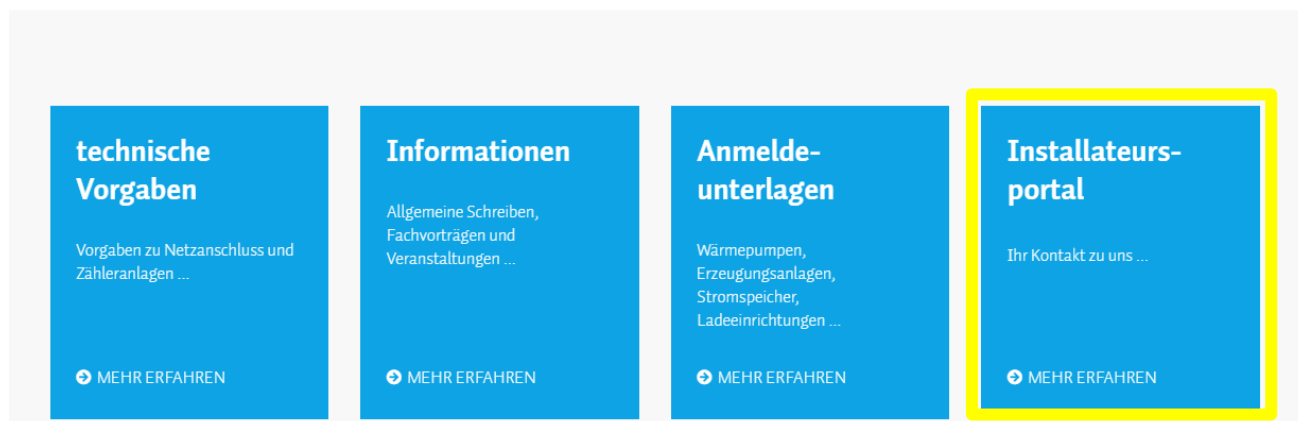 technische
Vorgaben
Vorgaben zu Netzanschluss und
Zähleranlagen ...
MEHR ERFAHREN
Informationen
Allgemeine Schreiben,
Fachvorträgen und
Veranstaltungen ...
MEHR ERFAHREN
Anmelde-
unterlagen
Wärmepumpen,
Erzeugungsanlagen,
Stromspeicher,
Ladeeinrichtungen ...
MEHR ERFAHREN
Installateurs-
portal
Ihr Kontakt zu uns ...
MEHR ERFAHREN